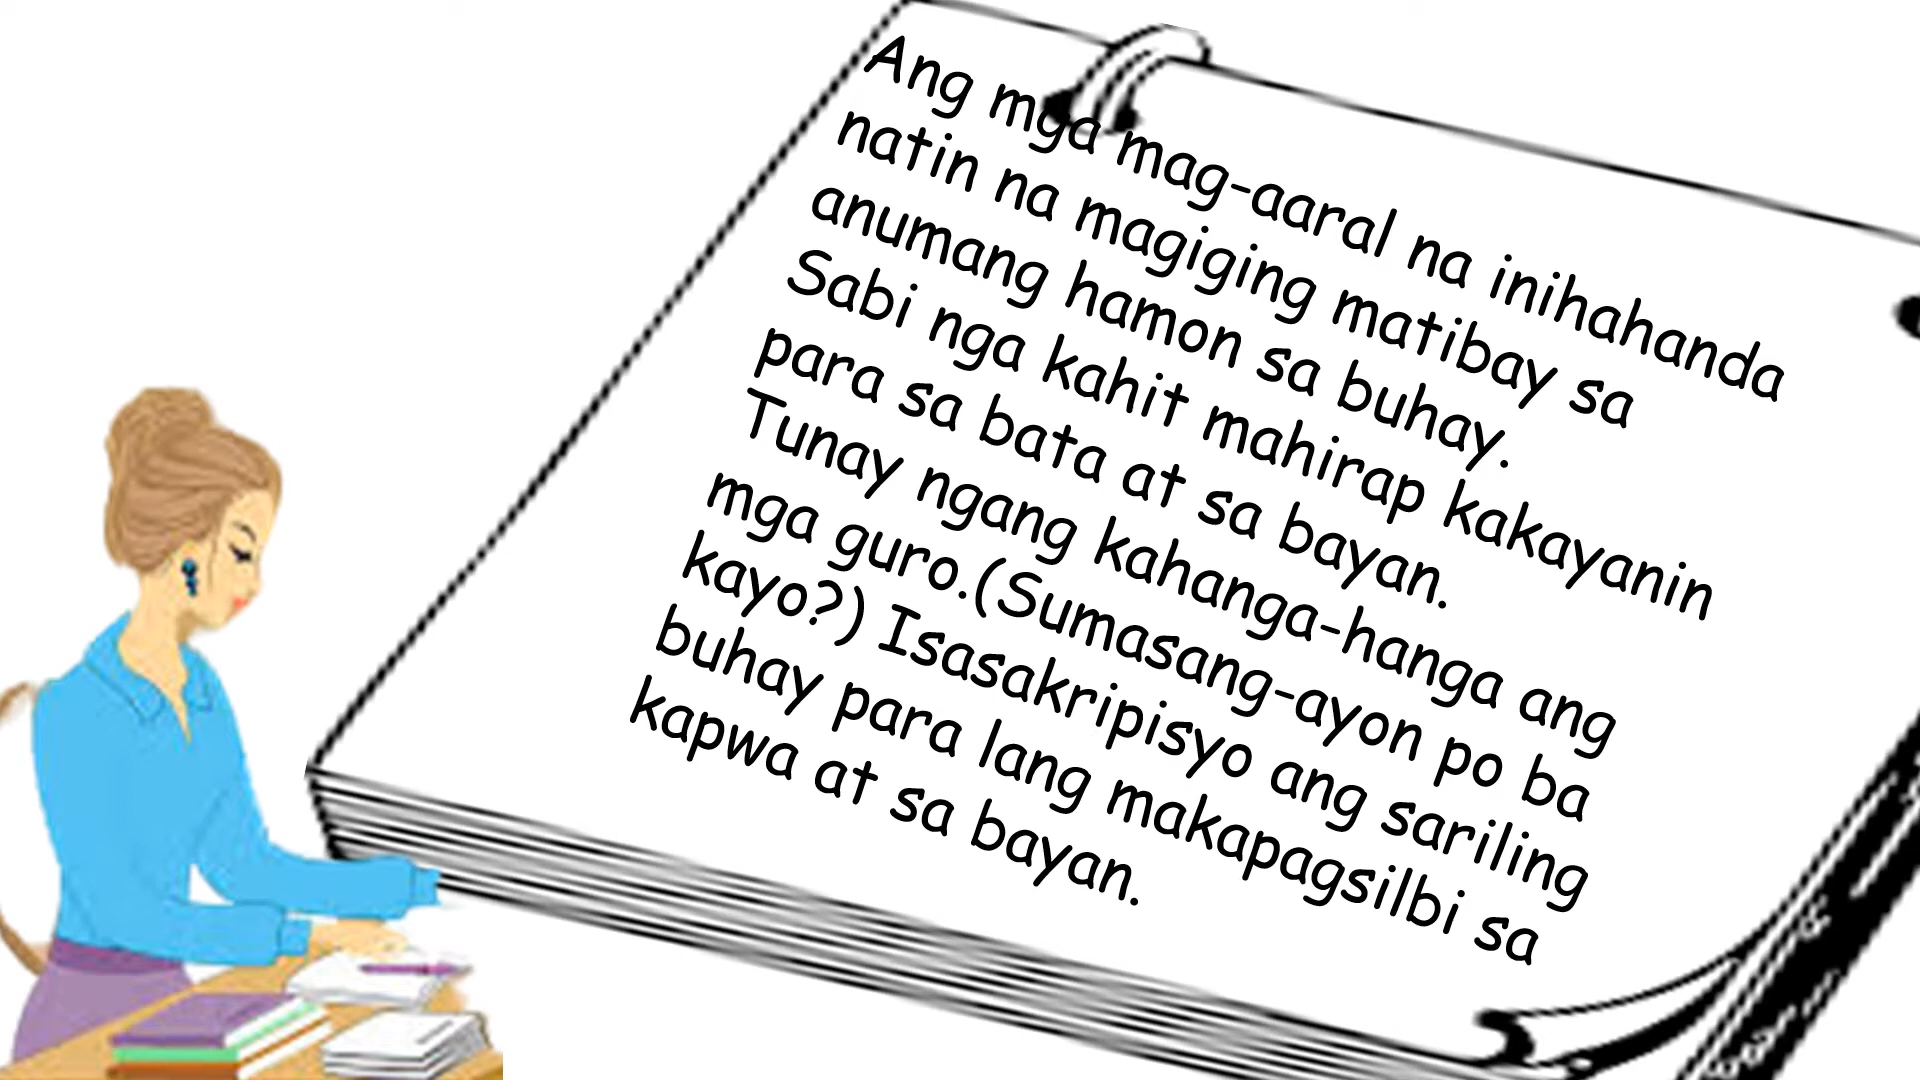 Ang mga mag-aaral na inihahanda
natin na magiging matibay sa
anumang hamon sa buhay.
Sabi nga kahit mahirap kakayanin
para sa bata at sa bayan.
Tunay ngang kahanga-hanga ang
mga guro.(Sumasang-ayon po ba
kayo?) Isasakripisyo ang sariling
buhay para lang makapagsilbi sa
kapwa at sa bayan.